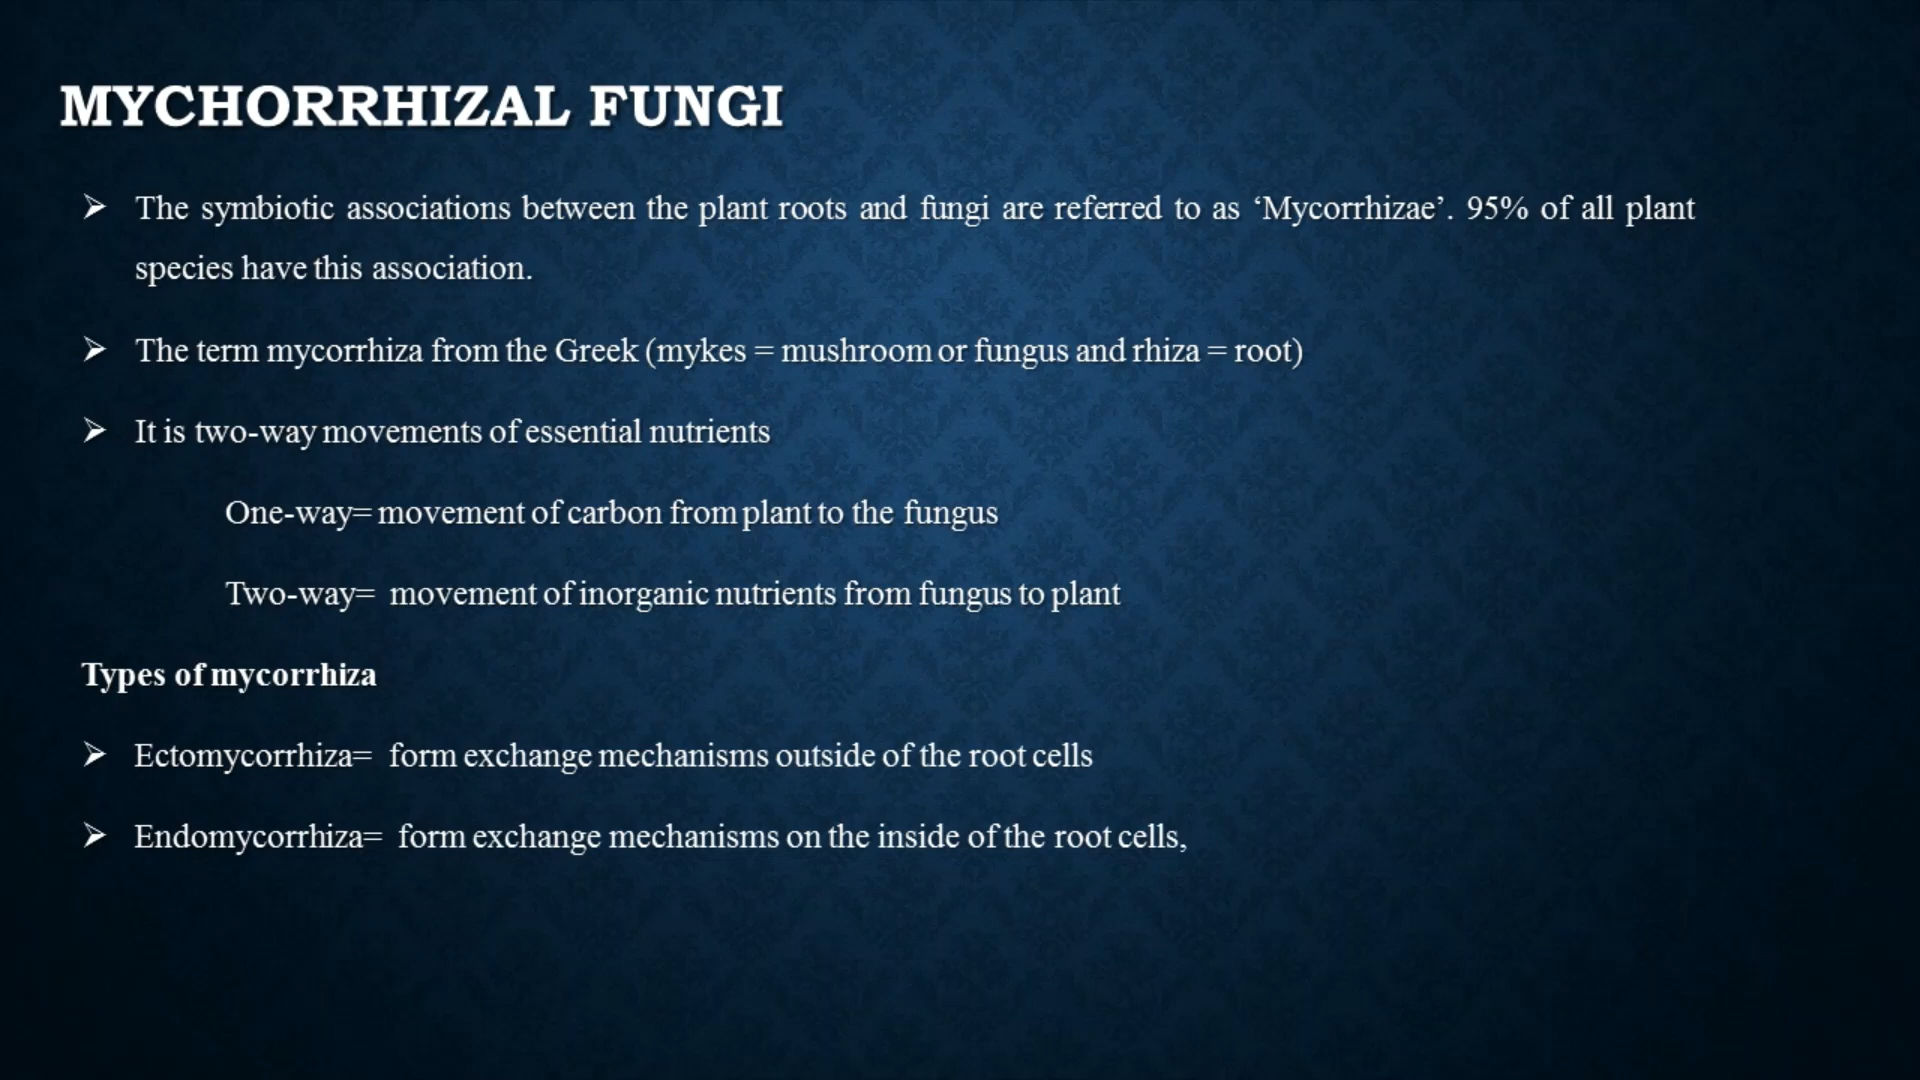 MYCHORRHIZAL FUNGI
➢ The symbiotic associations between the plant roots and fungi are referred to as ‘Mycorrhizae’. 95% of all plant
species have this association.
➢ The term mycorrhiza from the Greek (mykes = mushroom or fungus and rhiza = root)
➢ It is two-way movements of essential nutrients
One-way= movement of carbon from plant to the fungus
Two-way= movement of inorganic nutrients from fungus to plant
Types of mycorrhiza
➢ Ectomycorrhiza= form exchange mechanisms outside of the root cells
➢ Endomycorrhiza= form exchange mechanisms on the inside of the root cells,